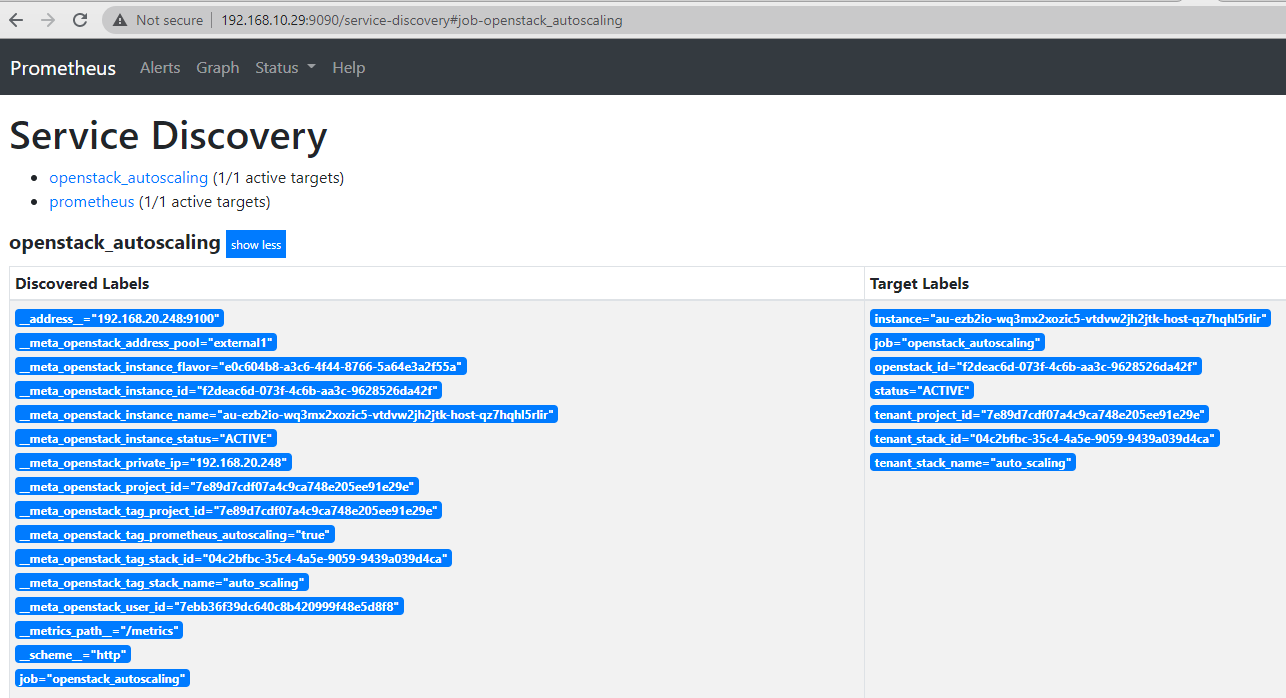 Not secure | 192.168.10.29:9090/service-discovery#job-openstack_autoscaling
Prometheus Alerts Graph Status Help
Service Discovery
openstack_autoscaling (1/1 active targets)
prometheus (1/1 active targets)
openstack_autoscaling show less
Discovered Labels Target Labels
__address__="192.168.20.248:9100" instance="au-ezb2io-wq3mx2xozic5-vtdvw2jh2jtk-host-qz7hqhl5rlir"
__meta_openstack_address_pool="external1" job="openstack_autoscaling"
__meta_openstack_instance_flavor="e0c604b8-a3c6-4f44-8766-5a64e3a2f55a" openstack_id="f2deac6d-073f-4c6b-aa3c-9628526da42f"
__meta_openstack_instance_id="f2deac6d-073f-4c6b-aa3c-9628526da42f" status="ACTIVE"
__meta_openstack_instance_name="au-ezb2io-wq3mx2xozic5-vtdvw2jh2jtk-host-qz7hqhl5rlir" tenant_project_id="7e89d7cdf07a4c9ca748e205ee91e29e"
__meta_openstack_instance_status="ACTIVE" tenant_stack_id="04c2bfbc-35c4-4a5e-9059-9439a039d4ca"
__meta_openstack_private_ip="192.168.20.248" tenant_stack_name="auto_scaling"
__meta_openstack_project_id="7e89d7cdf07a4c9ca748e205ee91e29e"
__meta_openstack_tag_project_id="7e89d7cdf07a4c9ca748e205ee91e29e"
__meta_openstack_tag_prometheus_autoscaling="true"
__meta_openstack_tag_stack_id="04c2bfbc-35c4-4a5e-9059-9439a039d4ca"
__meta_openstack_tag_stack_name="auto_scaling"
__meta_openstack_user_id="7ebb36f39dc640c8b420999f48e5d8f8"
__metrics_path__="/metrics"
__scheme__="http"
job="openstack_autoscaling"